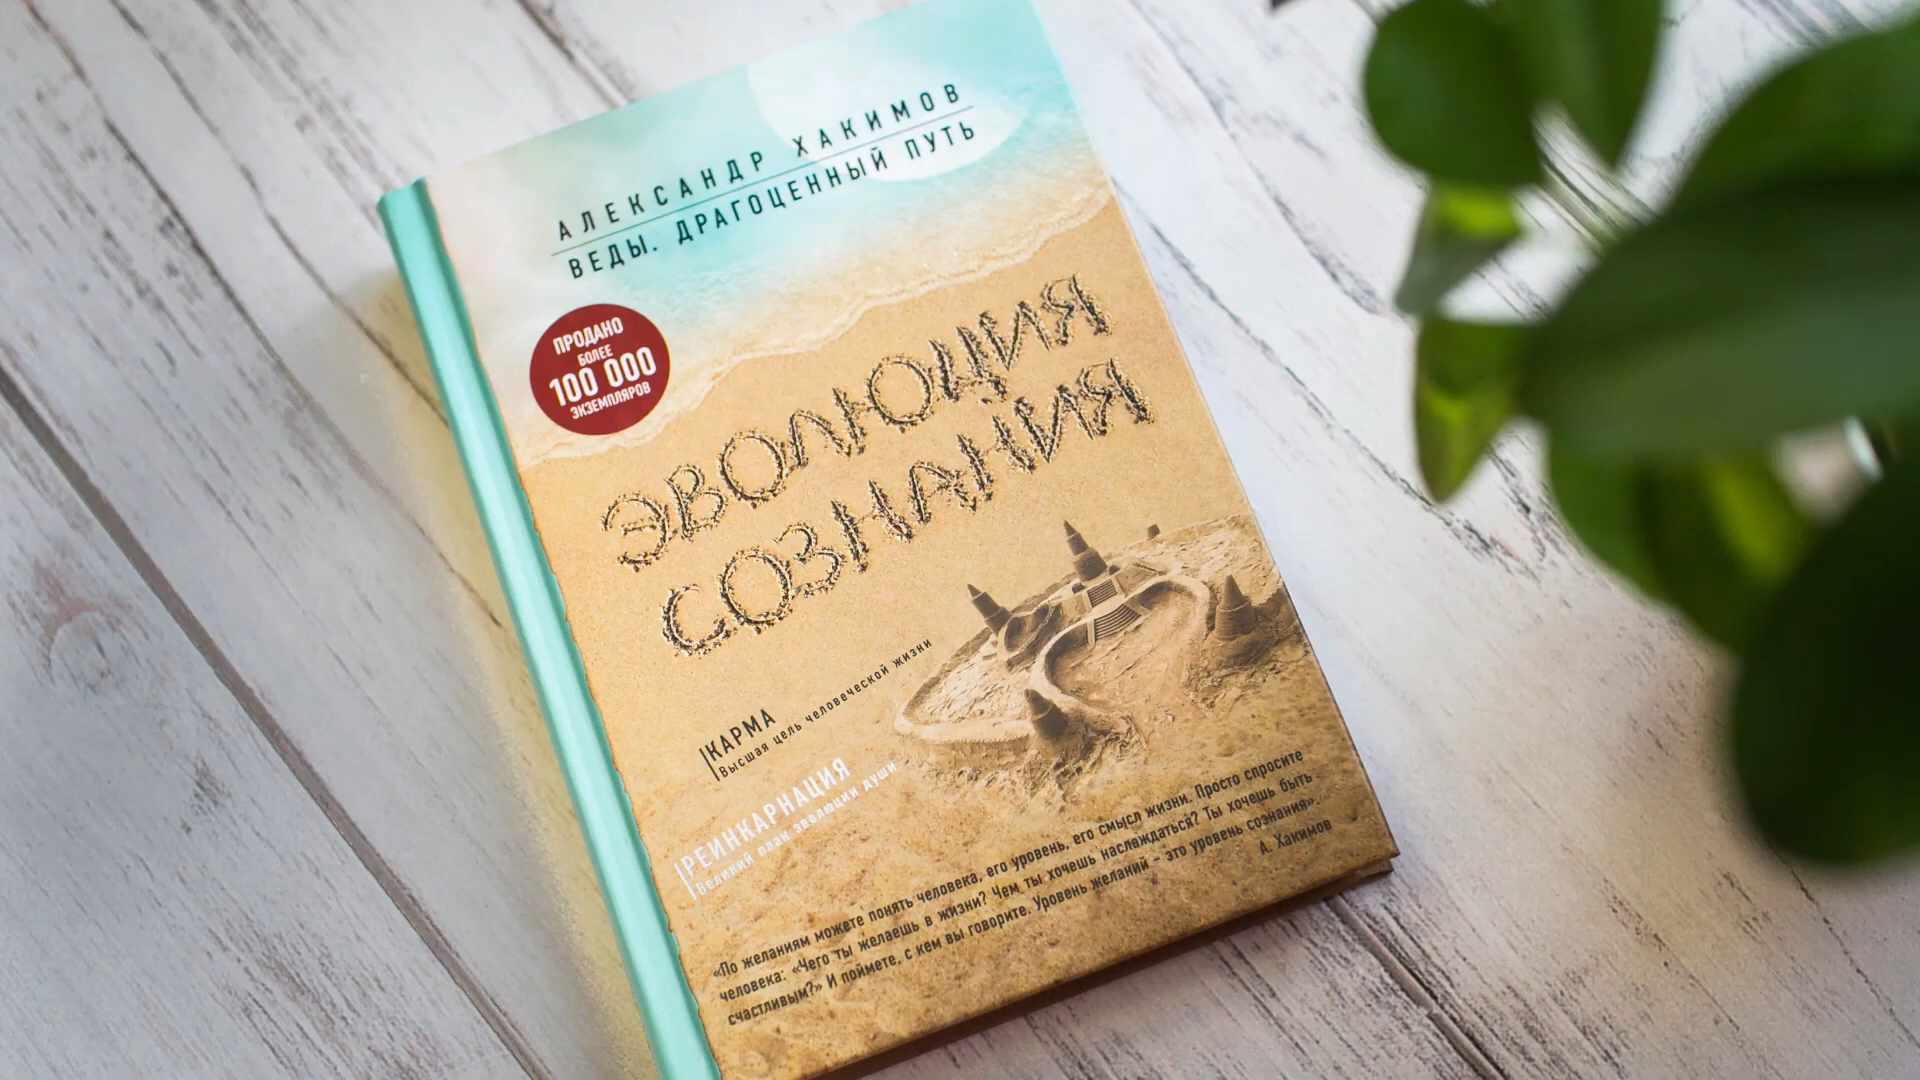 АЛЕКСАНДР ХАКИМОВ
ВЕДЫ. ДРАГОЦЕННЫЙ ПУТЬ
ПРОДАНО
БОЛЕЕ
100 000
ЭКЗЕМПЛЯРОВ
ЭВОЛЮЦИЯ
СОЗНАНИЯ
КАРМА
Высшая цель человеческой жизни
РЕИНКАРНАЦИЯ
Великий план эволюции души
«По желаниям можете понять человека, его уровень, его смысл жизни. Просто спросите
человека: «Чего ты желаешь в жизни? Чем ты хочешь наслаждаться? Ты хочешь быть
счастливым?» И поймете, с кем вы говорите. Уровень желаний – это уровень сознания».
А. Хакимов